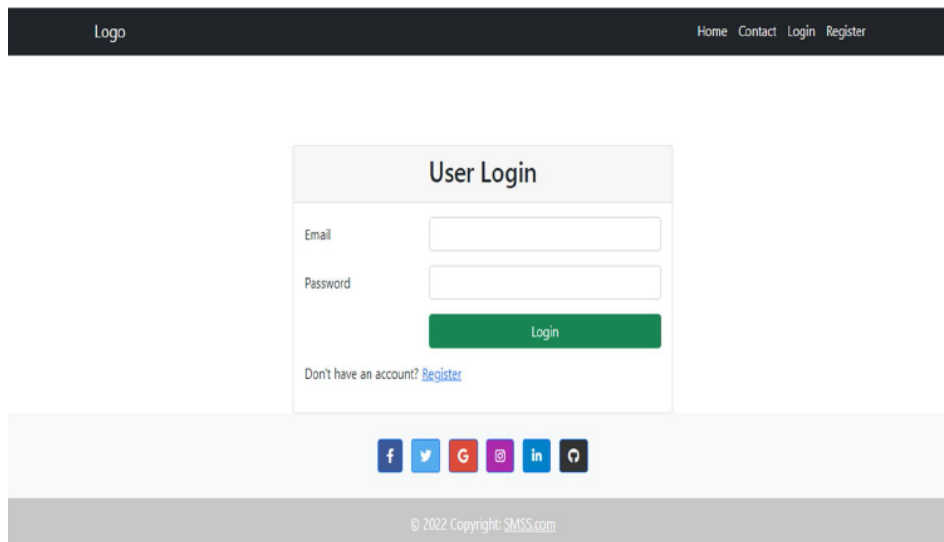 Logo
Home Contact Login Register
User Login
Email
Password
Login
Don't have an account? Register
f G in
© 2022 Copyright: SMSS.com